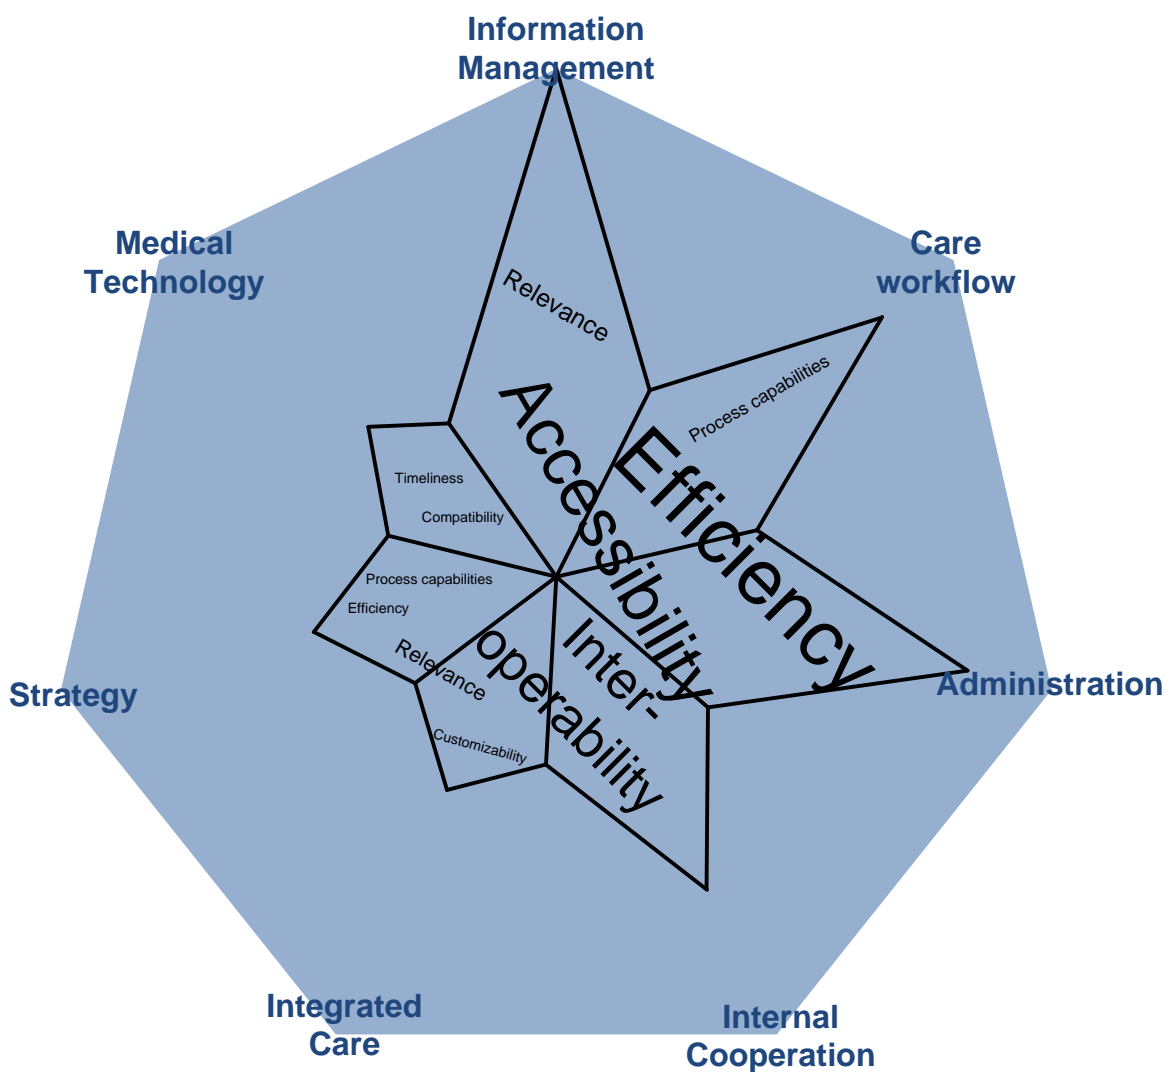 Information
Management
Medical
Technology
Care
workflow
Relevance
Process capabilities
Accessibility
Efficiency
Timeliness
Compatibility
Process capabilities
Efficiency
Relevance
Inter-
operability
Customizability
Strategy
Administration
Integrated
Care
Internal
Cooperation